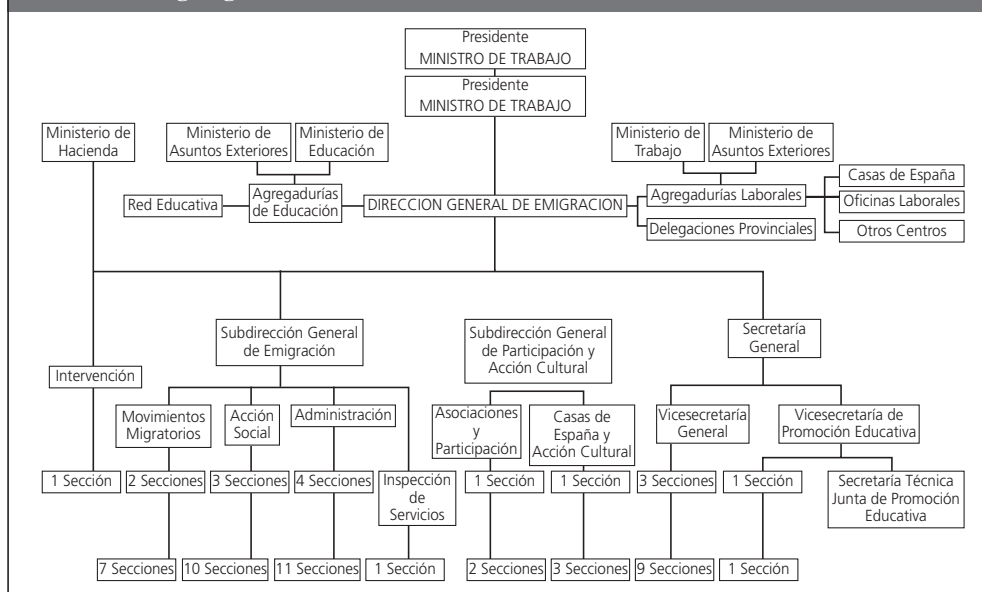 Presidente
MINISTRO DE TRABAJO
Presidente
MINISTRO DE TRABAJO
Ministerio de
Hacienda
Ministerio de
Asuntos Exteriores
Ministerio de
Educación
Ministerio de
Trabajo
Ministerio de
Asuntos Exteriores
Red Educativa
Agregadurías
de Educación
DIRECCION GENERAL DE EMIGRACION
Agregadurías Laborales
Delegaciones Provinciales
Casas de España
Oficinas Laborales
Otros Centros
Intervención
Subdirección General
de Emigración
Subdirección General
de Participación y
Acción Cultural
Secretaría
General
Movimientos
Migratorios
Acción
Social
Administración
Asociaciones
y
Participación
Casas de
España y
Acción Cultural
Vicesecretaría
General
Vicesecretaría de
Promoción Educativa
1 Sección
2 Secciones
3 Secciones
4 Secciones
Inspección
de
Servicios
1 Sección
1 Sección
3 Secciones
1 Sección
Secretaría Técnica
Junta de Promoción
Educativa
7 Secciones
10 Secciones
11 Secciones
1 Sección
2 Secciones
3 Secciones
9 Secciones
1 Sección